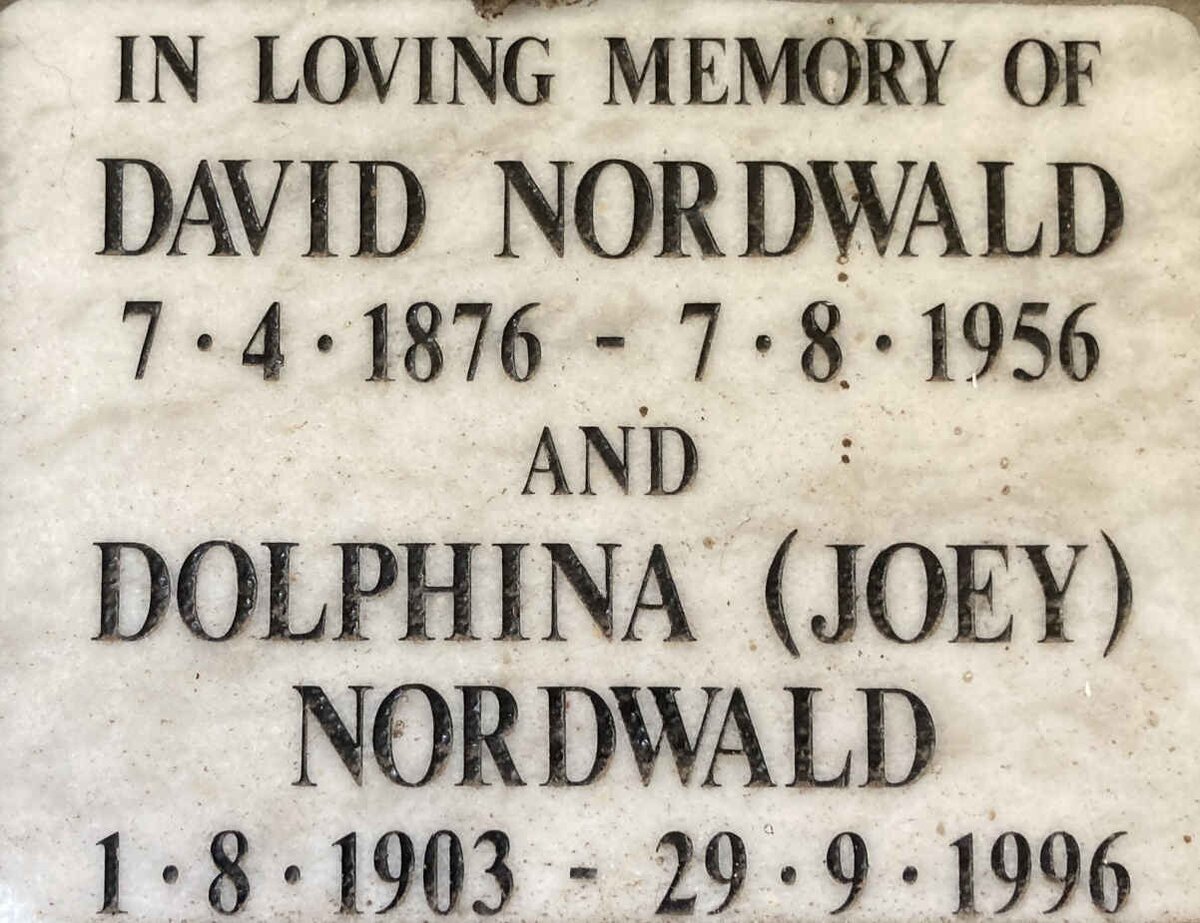 IN LOVING MEMORY OF
DAVID NORDWALD
7·4·1876 - 7·8·1956
AND
DOLPHINA (JOEY)
NORDWALD
1·8·1903 - 29·9·1996